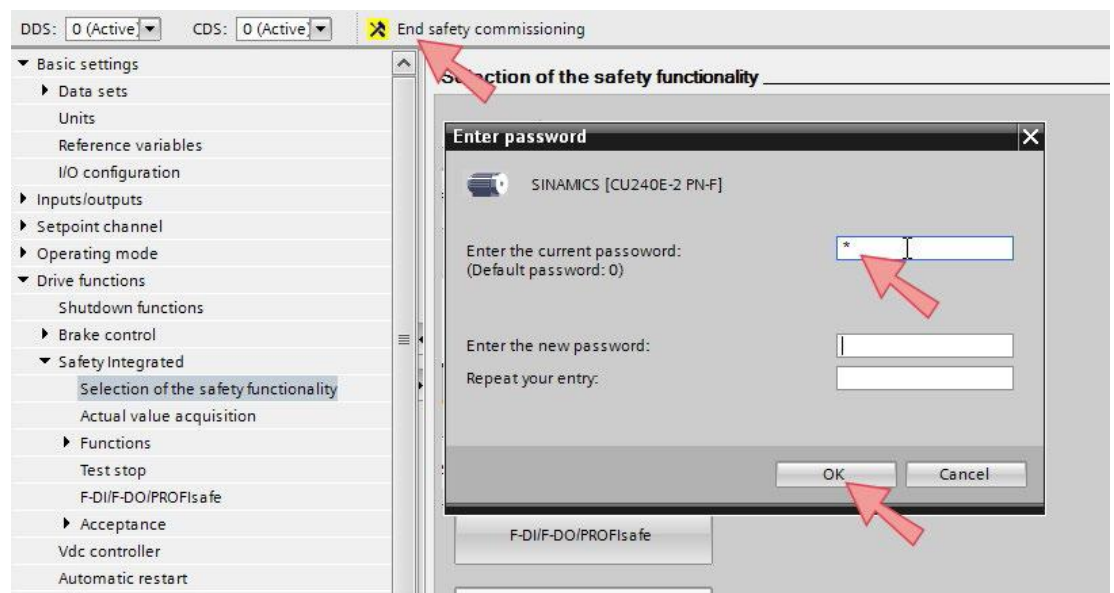 DDS: 0 (Active) CDS: 0 (Active) End safety commissioning
Basic settings
Data sets
Units
Reference variables
I/O configuration
Inputs/outputs
Setpoint channel
Operating mode
Drive functions
Shutdown functions
Brake control
Safety Integrated
Selection of the safety functionality
Actual value acquisition
Functions
Test stop
F-DI/F-DO/PROFIsafe
Acceptance
Vdc controller
Automatic restart
Selection of the safety functionality
Enter password
SINAMICS [CU240E-2 PN-F]
Enter the current passoword: *
(Default password: 0)
Enter the new password:
Repeat your entry:
OK Cancel
F-DI/F-DO/PROFIsafe